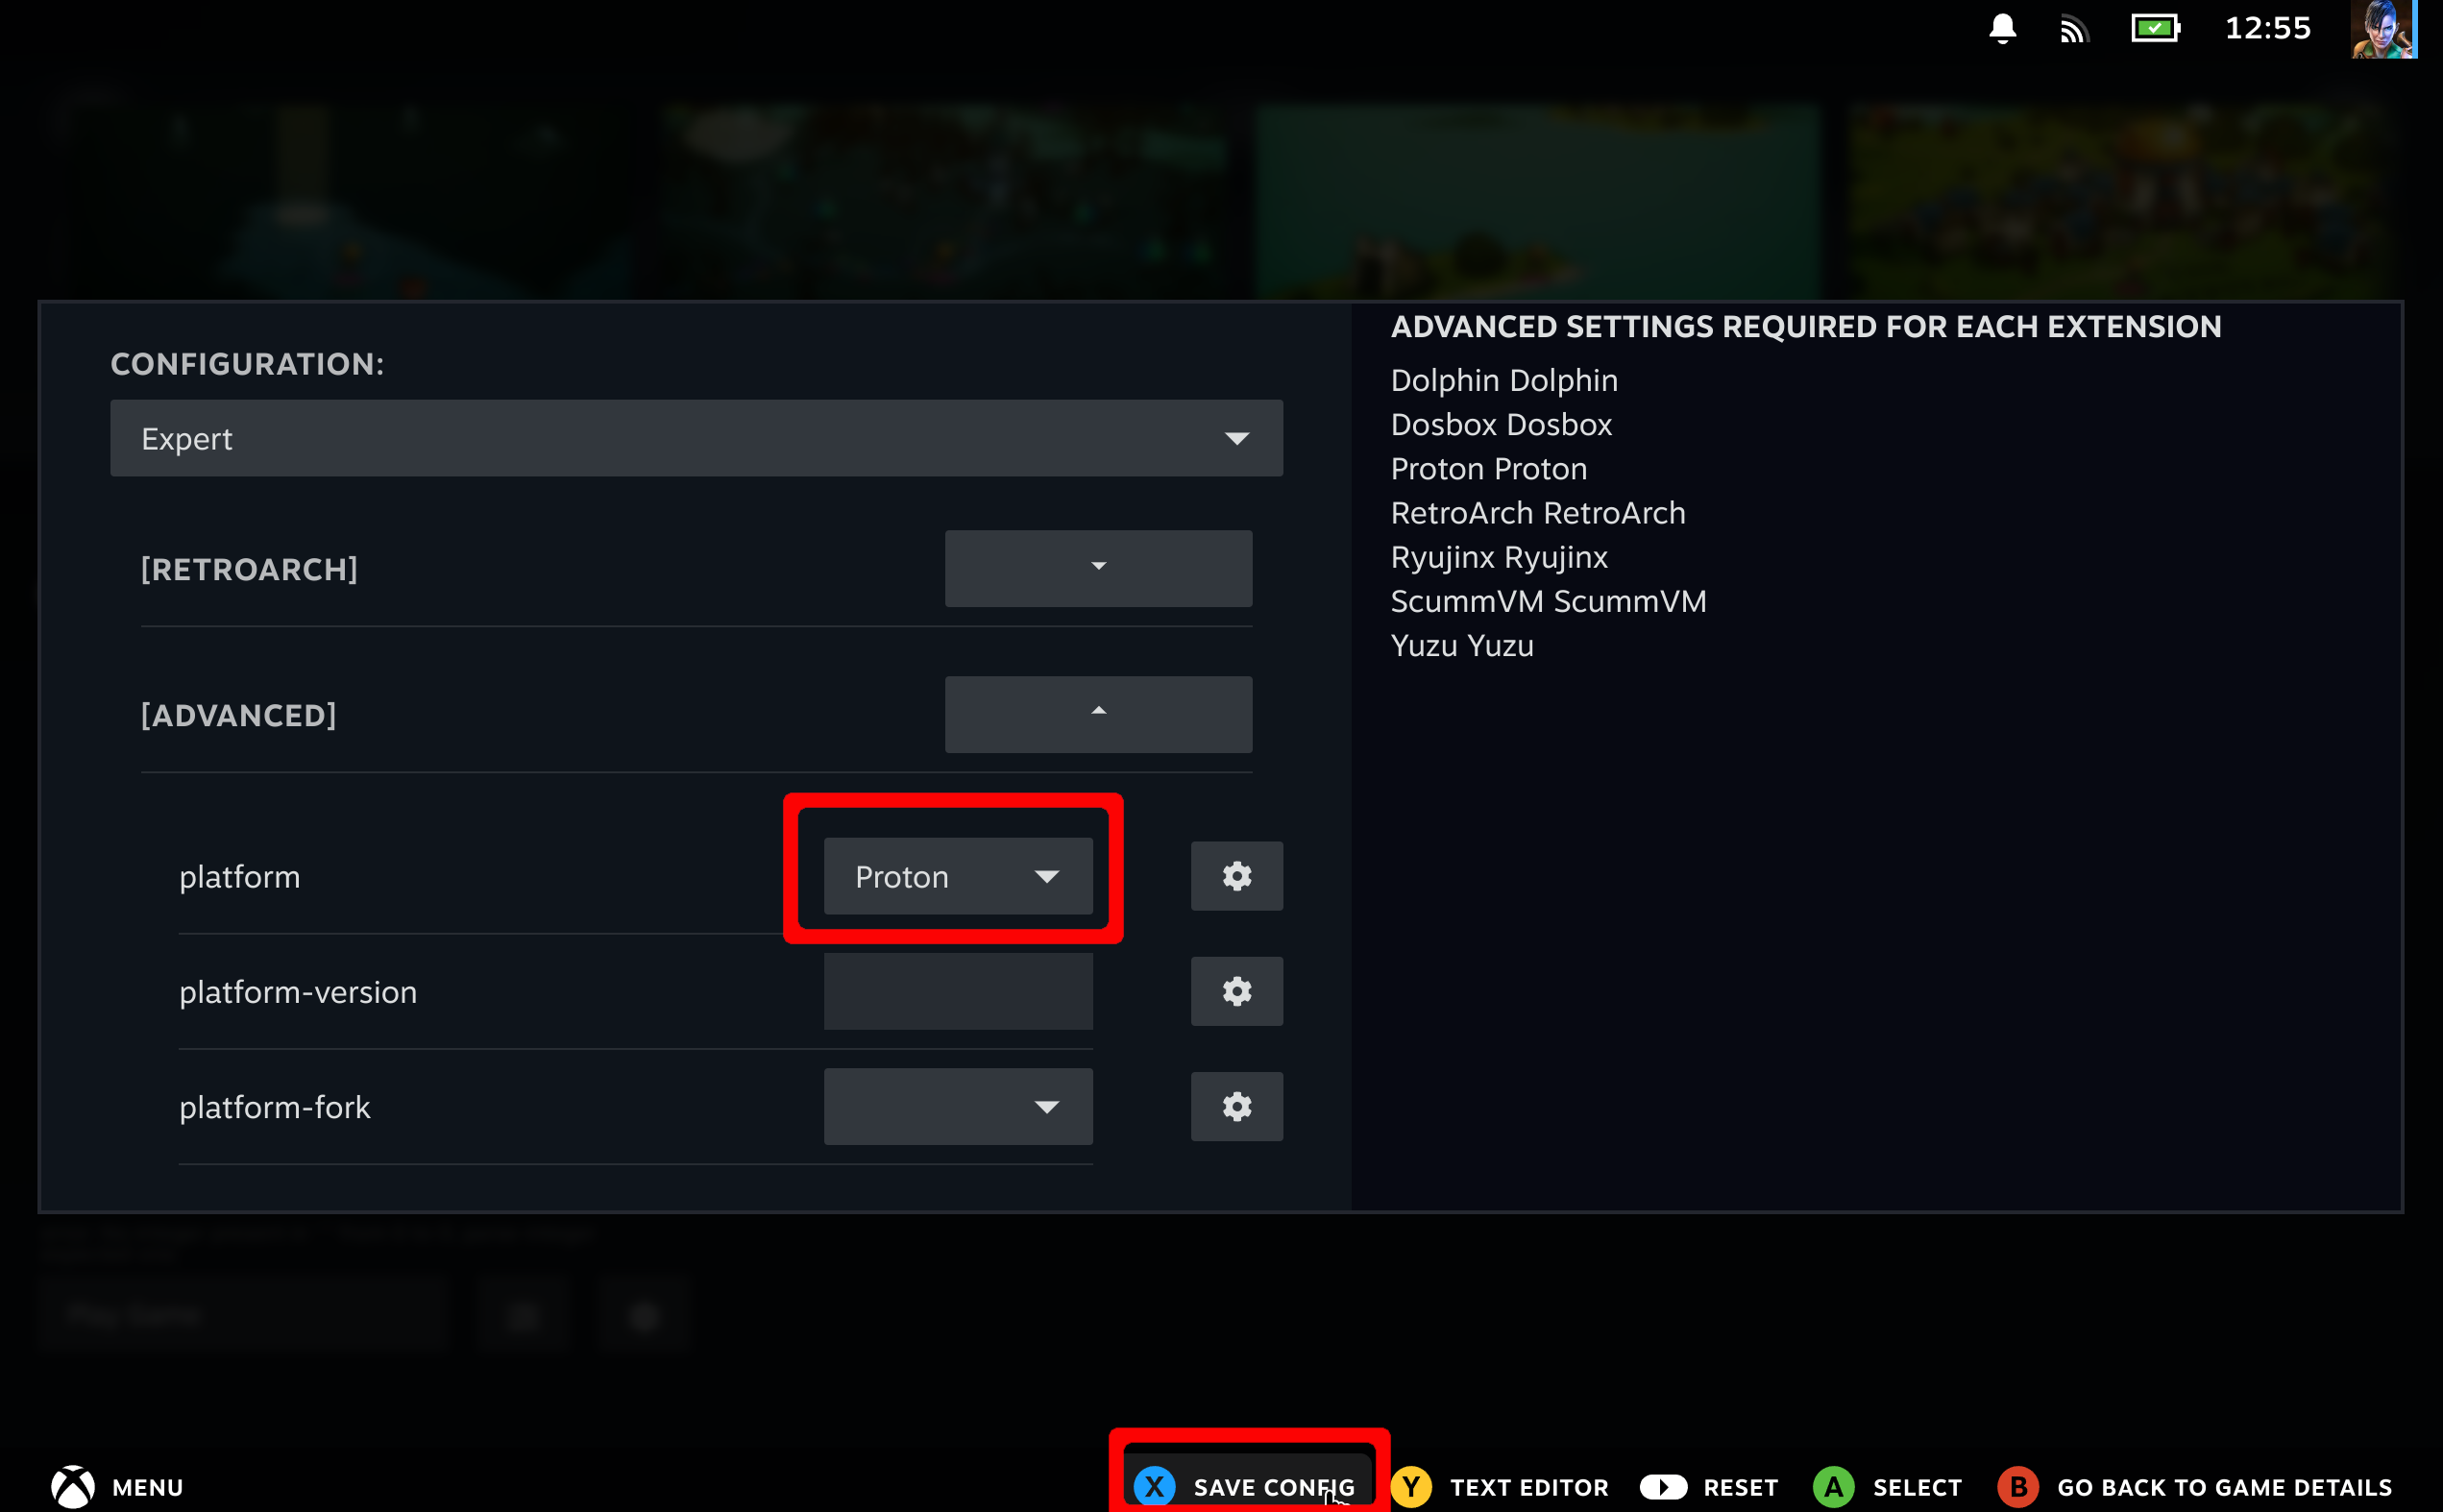 12:55
CONFIGURATION:
Expert
[RETROARCH]
[ADVANCED]
platform
Proton
platform-version
platform-fork
ADVANCED SETTINGS REQUIRED FOR EACH EXTENSION
Dolphin Dolphin
Dosbox Dosbox
Proton Proton
RetroArch RetroArch
Ryujinx Ryujinx
ScummVM ScummVM
Yuzu Yuzu
Play Game
MENU
X SAVE CONFIG
Y TEXT EDITOR
RESET
A SELECT
B GO BACK TO GAME DETAILS